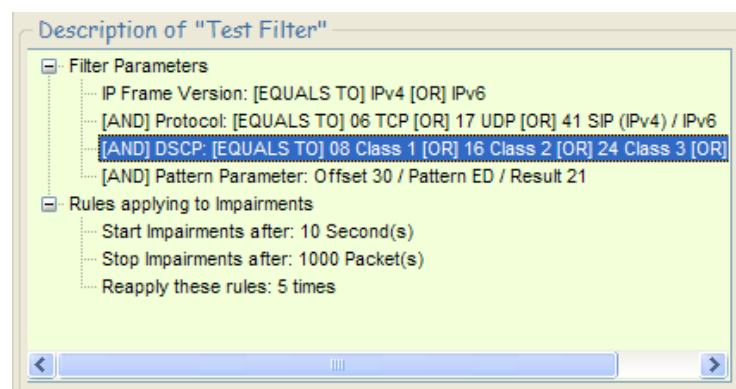 Description of "Test Filter"
Filter Parameters
IP Frame Version: [EQUALS TO] IPv4 [OR] IPv6
[AND] Protocol: [EQUALS TO] 06 TCP [OR] 17 UDP [OR] 41 SIP (IPv4) / IPv6
[AND] DSCP: [EQUALS TO] 08 Class 1 [OR] 16 Class 2 [OR] 24 Class 3 [OR]
[AND] Pattern Parameter: Offset 30 / Pattern ED / Result 21
Rules applying to Impairments
Start Impairments after: 10 Second(s)
Stop Impairments after: 1000 Packet(s)
Reapply these rules: 5 times